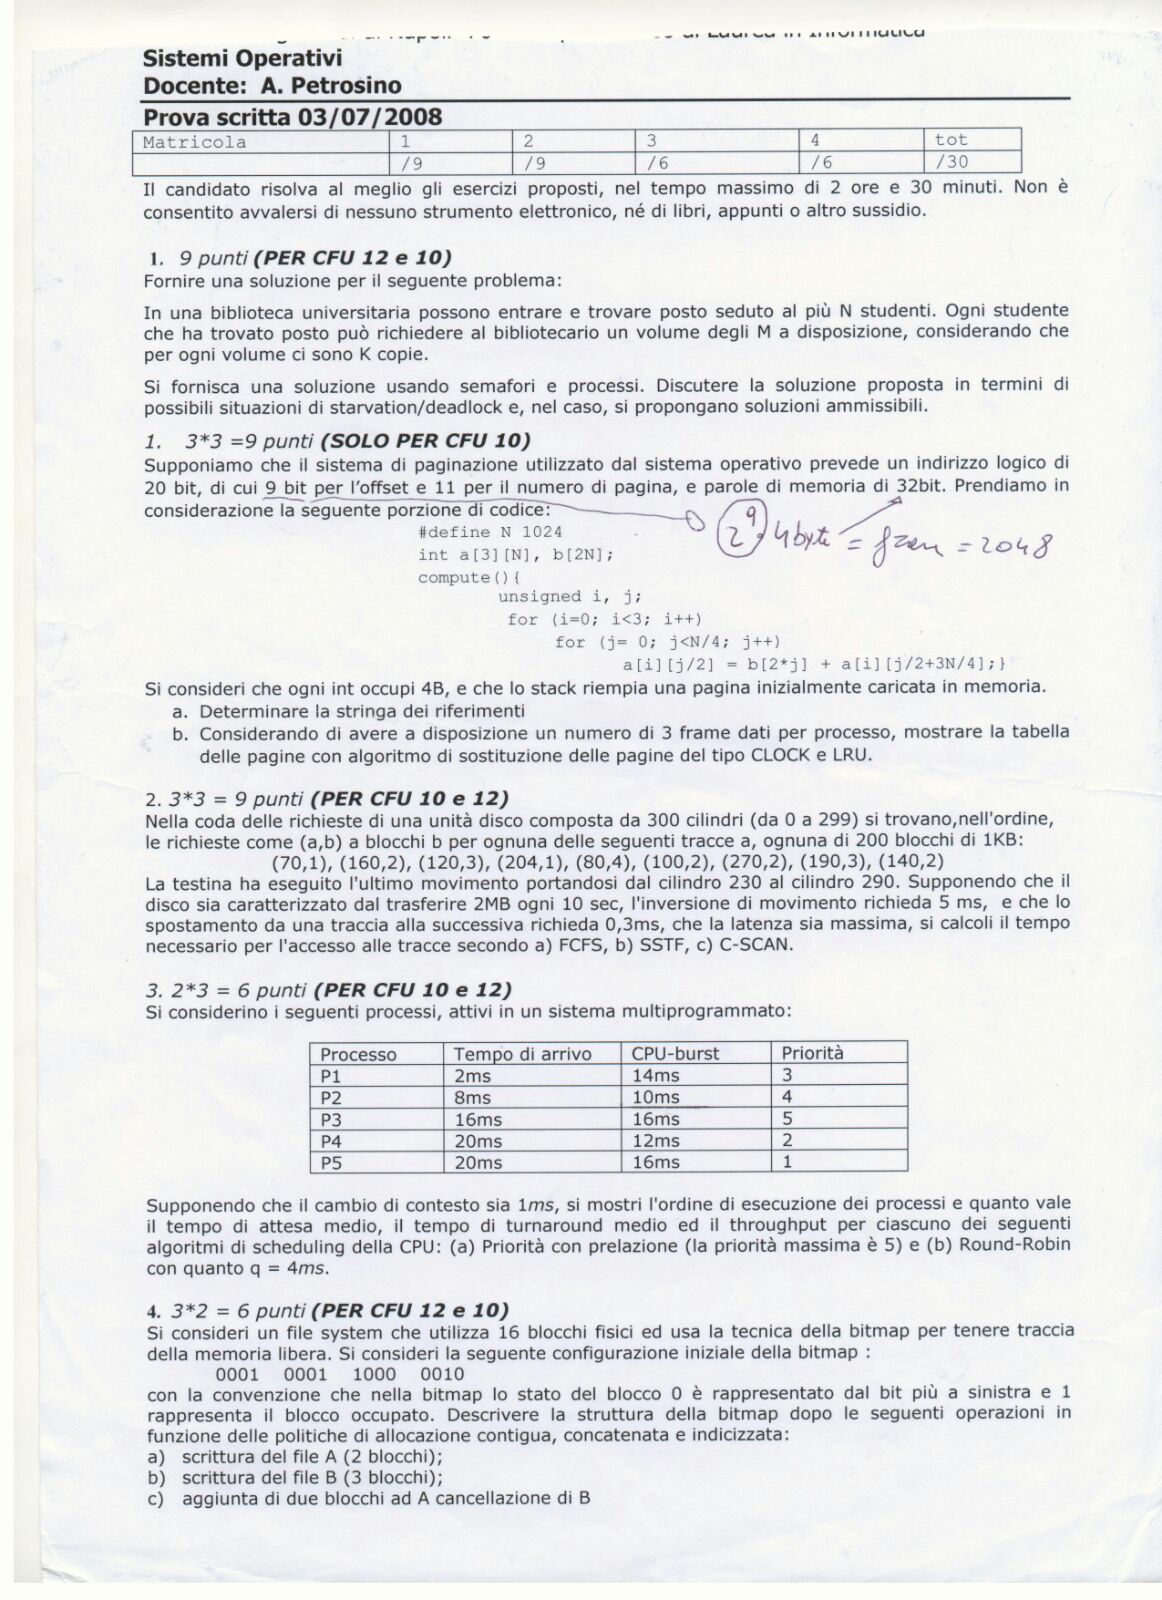 Sistemi Operativi
Docente: A. Petrosino
Prova scritta 03/07/2008
Matricola 1 2 3 4 tot
/9 /9 /6 /6 /30
Il candidato risolva al meglio gli esercizi proposti, nel tempo massimo di 2 ore e 30 minuti. Non è
consentito avvalersi di nessuno strumento elettronico, né di libri, appunti o altro sussidio.
1. 9 punti (PER CFU 12 e 10)
Fornire una soluzione per il seguente problema:
In una biblioteca universitaria possono entrare e trovare posto seduto al più N studenti. Ogni studente
che ha trovato posto può richiedere al bibliotecario un volume degli M a disposizione, considerando che
per ogni volume ci sono K copie.
Si fornisca una soluzione usando semafori e processi. Discutere la soluzione proposta in termini di
possibili situazioni di starvation/deadlock e, nel caso, si propongano soluzioni ammissibili.
1. 3*3 =9 punti (SOLO PER CFU 10)
Supponiamo che il sistema di paginazione utilizzato dal sistema operativo prevede un indirizzo logico di
20 bit, di cui 9 bit per l'offset e 11 per il numero di pagina, e parole di memoria di 32bit. Prendiamo in
considerazione la seguente porzione di codice:
#define N 1024
2^9 · 4byte = = 2048
int a[3][N], b[2N];
compute(){
unsigned i, j;
for (i=0; i<3; i++)
for (j= 0; j<N/4; j++)
a[i][j/2] = b[2*j] + a[i][j/2+3N/4];}
Si consideri che ogni int occupi 4B, e che lo stack riempia una pagina inizialmente caricata in memoria.
a. Determinare la stringa dei riferimenti
b. Considerando di avere a disposizione un numero di 3 frame dati per processo, mostrare la tabella
delle pagine con algoritmo di sostituzione delle pagine del tipo CLOCK e LRU.
2. 3*3 = 9 punti (PER CFU 10 e 12)
Nella coda delle richieste di una unità disco composta da 300 cilindri (da 0 a 299) si trovano,nell'ordine,
le richieste come (a,b) a blocchi b per ognuna delle seguenti tracce a, ognuna di 200 blocchi di 1KB:
(70,1), (160,2), (120,3), (204,1), (80,4), (100,2), (270,2), (190,3), (140,2)
La testina ha eseguito l'ultimo movimento portandosi dal cilindro 230 al cilindro 290. Supponendo che il
disco sia caratterizzato dal trasferire 2MB ogni 10 sec, l'inversione di movimento richieda 5 ms, e che lo
spostamento da una traccia alla successiva richieda 0,3ms, che la latenza sia massima, si calcoli il tempo
necessario per l'accesso alle tracce secondo a) FCFS, b) SSTF, c) C-SCAN.
3. 2*3 = 6 punti (PER CFU 10 e 12)
Si considerino i seguenti processi, attivi in un sistema multiprogrammato:
Processo Tempo di arrivo CPU-burst Priorità
P1 2ms 14ms 3
P2 8ms 10ms 4
P3 16ms 16ms 5
P4 20ms 12ms 2
P5 20ms 16ms 1
Supponendo che il cambio di contesto sia 1ms, si mostri l'ordine di esecuzione dei processi e quanto vale
il tempo di attesa medio, il tempo di turnaround medio ed il throughput per ciascuno dei seguenti
algoritmi di scheduling della CPU: (a) Priorità con prelazione (la priorità massima è 5) e (b) Round-Robin
con quanto q = 4ms.
4. 3*2 = 6 punti (PER CFU 12 e 10)
Si consideri un file system che utilizza 16 blocchi fisici ed usa la tecnica della bitmap per tenere traccia
della memoria libera. Si consideri la seguente configurazione iniziale della bitmap :
0001 0001 1000 0010
con la convenzione che nella bitmap lo stato del blocco 0 è rappresentato dal bit più a sinistra e 1
rappresenta il blocco occupato. Descrivere la struttura della bitmap dopo le seguenti operazioni in
funzione delle politiche di allocazione contigua, concatenata e indicizzata:
a) scrittura del file A (2 blocchi);
b) scrittura del file B (3 blocchi);
c) aggiunta di due blocchi ad A cancellazione di B